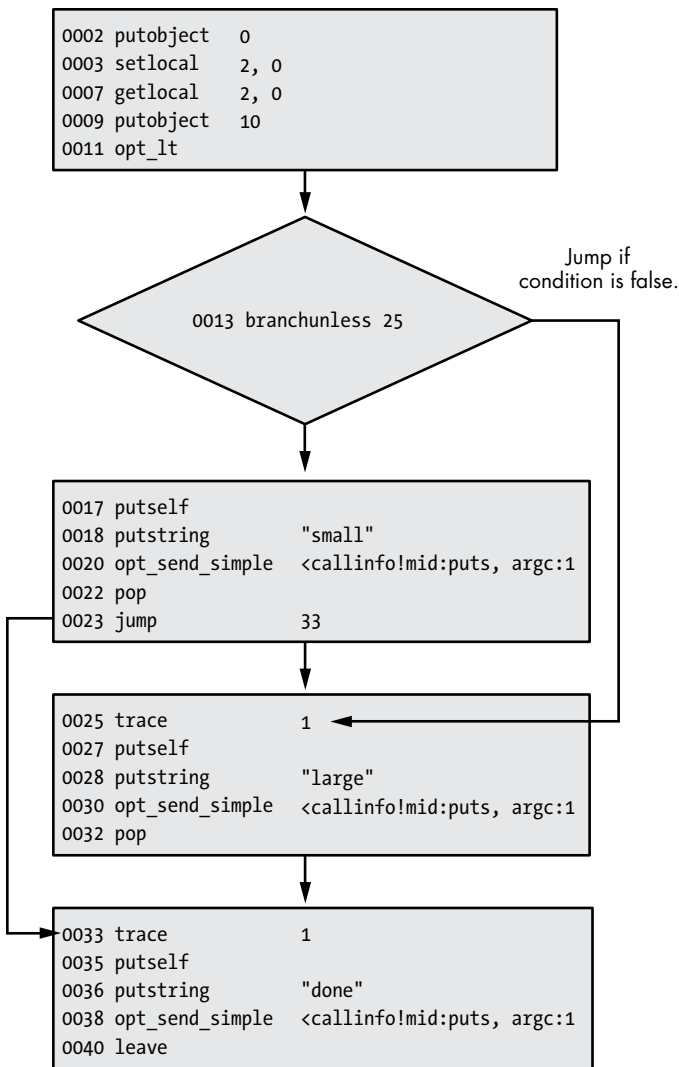 0002 putobject 0
0003 setlocal 2, 0
0007 getlocal 2, 0
0009 putobject 10
0011 opt_lt
Jump if
condition is false.
0013 branchunless 25
0017 putself
0018 putstring "small"
0020 opt_send_simple <callinfo!mid:puts, argc:1
0022 pop
0023 jump 33
0025 trace 1
0027 putself
0028 putstring "large"
0030 opt_send_simple <callinfo!mid:puts, argc:1
0032 pop
0033 trace 1
0035 putself
0036 putstring "done"
0038 opt_send_simple <callinfo!mid:puts, argc:1
0040 leave